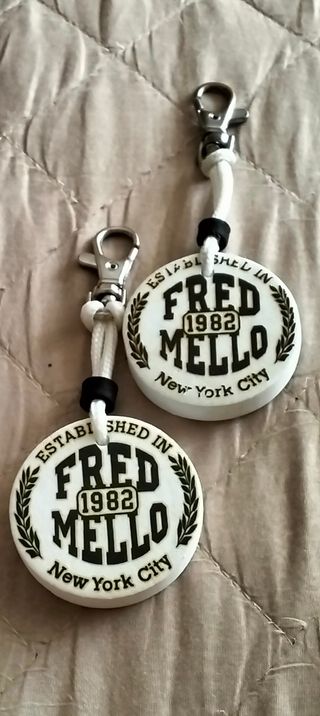 ESTABLISHED IN
FRED
1982
MELLO
New York City
ESTABLISHED IN
FRED
1982
MELLO
New York City